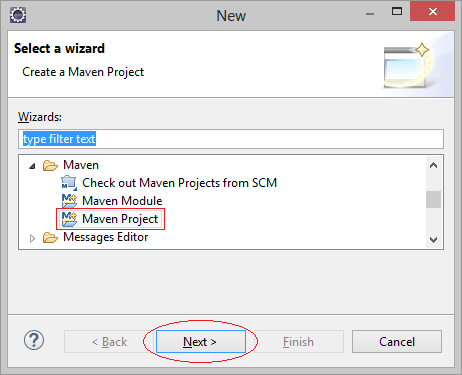 New
Select a wizard
Create a Maven Project
Wizards:
type filter text
Maven
Check out Maven Projects from SCM
Maven Module
Maven Project
Messages Editor
? < Back Next > Finish Cancel